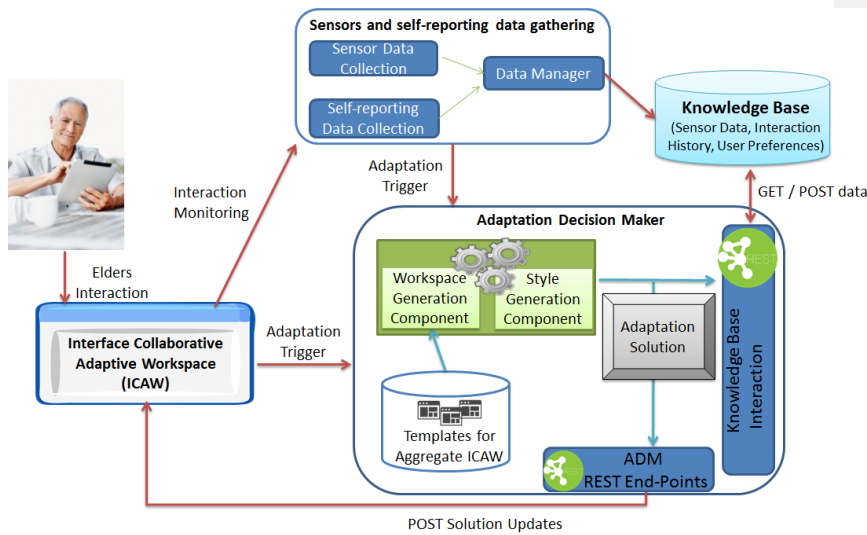 Sensors and self-reporting data gathering
Sensor Data
Collection
Data Manager
Self-reporting
Data Collection
Knowledge Base
(Sensor Data, Interaction
History, User Preferences)
Interaction
Monitoring
Adaptation
Trigger
GET / POST data
Adaptation Decision Maker
REST
Workspace
Generation
Component
Style
Generation
Component
Elders
Interaction
Interface Collaborative
Adaptive Workspace
(ICAW)
Adaptation
Trigger
Adaptation
Solution
Knowledge Base
Interaction
Templates for
Aggregate ICAW
REST
ADM
REST End-Points
POST Solution Updates